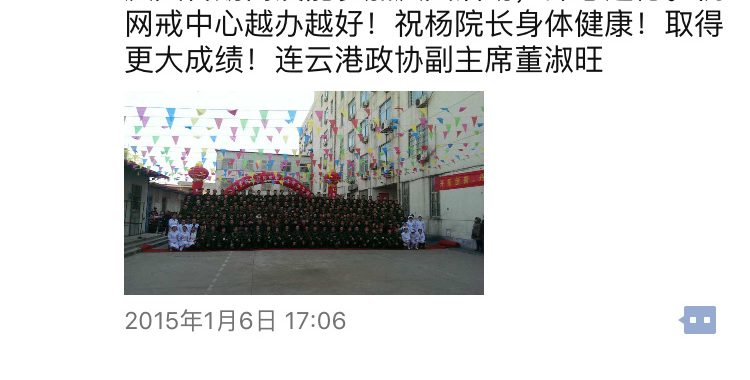 网戒中心越办越好！祝杨院长身体健康！取得
更大成绩！连云港政协副主席董淑旺
2015年1月6日 17:06